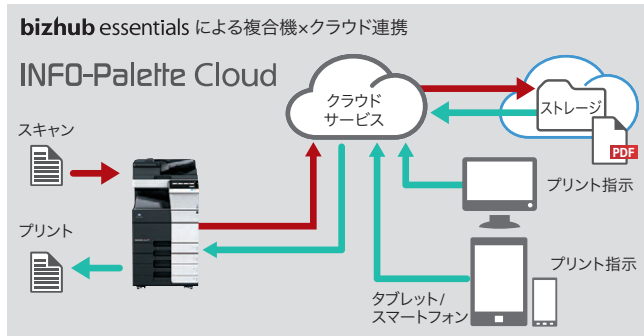 bizhub essentials による複合機×クラウド連携
INFO-Palette Cloud
クラウド
サービス
ストレージ
PDF
スキャン
プリント指示
プリント
プリント指示
タブレット/
スマートフォン